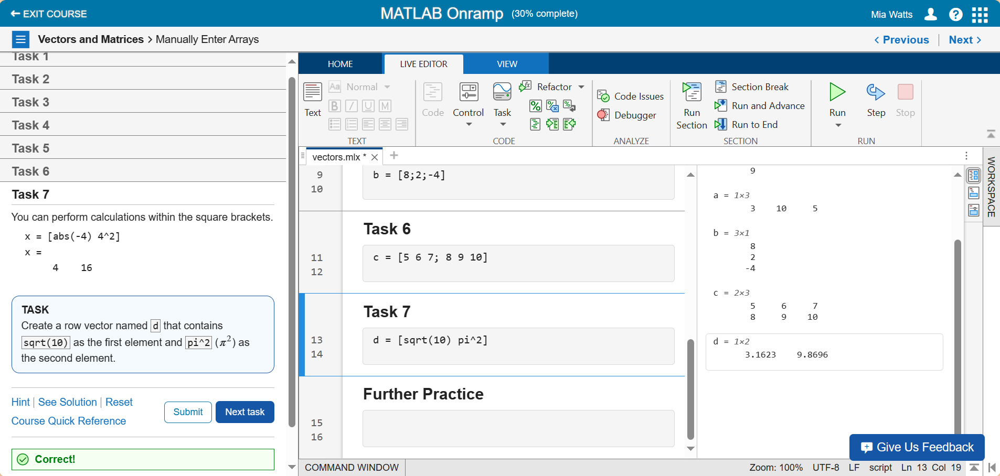 EXIT COURSE
MATLAB Onramp (30% complete)
Mia Watts
Vectors and Matrices > Manually Enter Arrays
< Previous | Next >
Task 1
Task 2
Task 3
Task 4
Task 5
Task 6
Task 7
You can perform calculations within the square brackets.
x = [abs(-4) 4^2]
x =
4 16
TASK
Create a row vector named d that contains
sqrt(10) as the first element and pi^2 (π²) as
the second element.
Hint | See Solution | Reset
Course Quick Reference
Submit
Next task
Correct!
HOME
LIVE EDITOR
VIEW
Text
Aa Normal
B I U M
TEXT
Code
Control
Task
Refactor
CODE
Code Issues
Debugger
ANALYZE
Run
Section
Section Break
Run and Advance
Run to End
SECTION
Run
Step
Stop
RUN
vectors.mlx *
9 b = [8;2;-4]
10
Task 6
11 c = [5 6 7; 8 9 10]
12
Task 7
13 d = [sqrt(10) pi^2]
14
Further Practice
15
16
9
a = 1×3
3 10 5
b = 3×1
8
2
-4
c = 2×3
5 6 7
8 9 10
d = 1×2
3.1623 9.8696
WORKSPACE
Give Us Feedback
COMMAND WINDOW
Zoom: 100% UTF-8 LF script Ln 13 Col 19